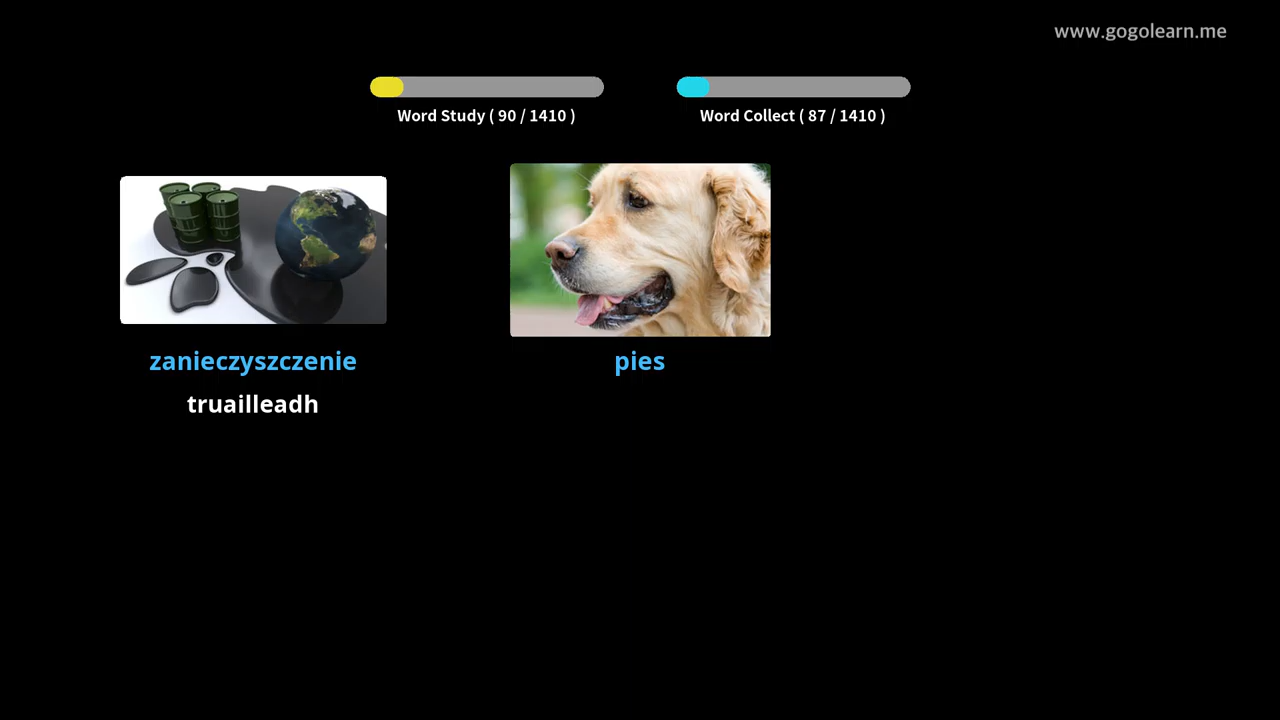 www.gogolearn.me
Word Study ( 90 / 1410 )
Word Collect ( 87 / 1410 )
zanieczyszczenie
truailleadh
pies